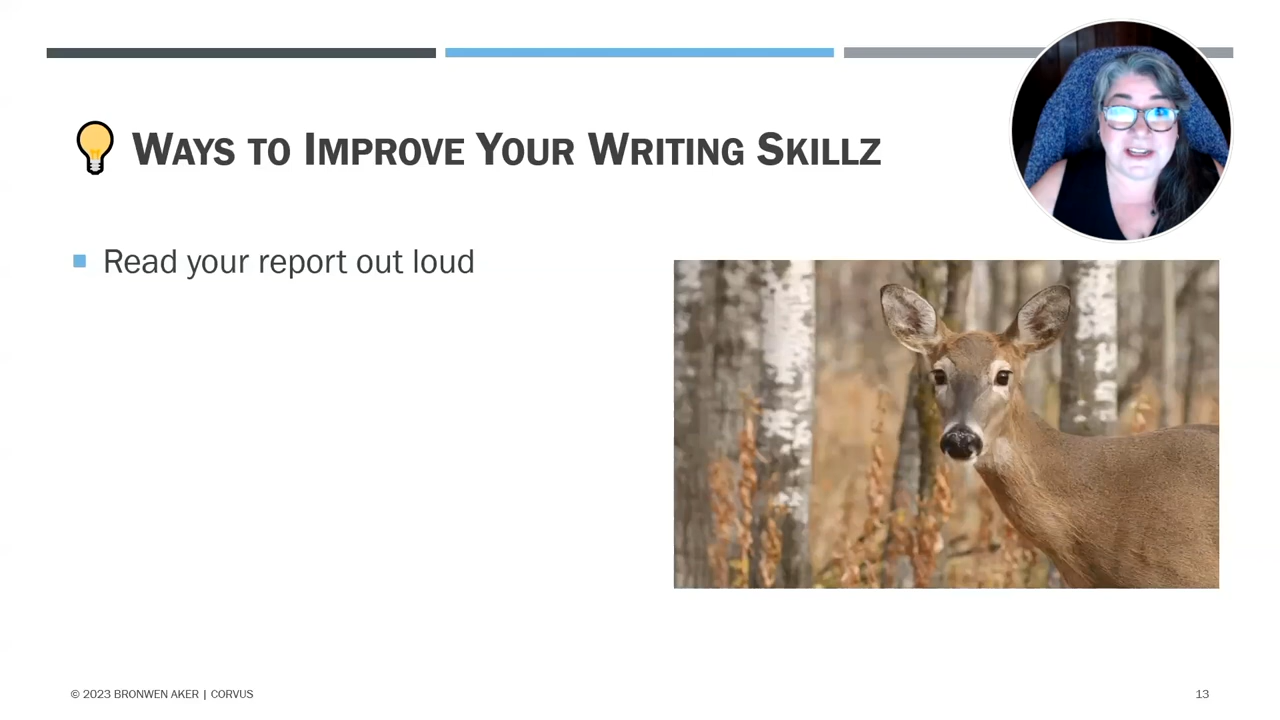 Ways to Improve Your Writing Skillz
Read your report out loud
© 2023 BRONWEN AKER | CORVUS
13